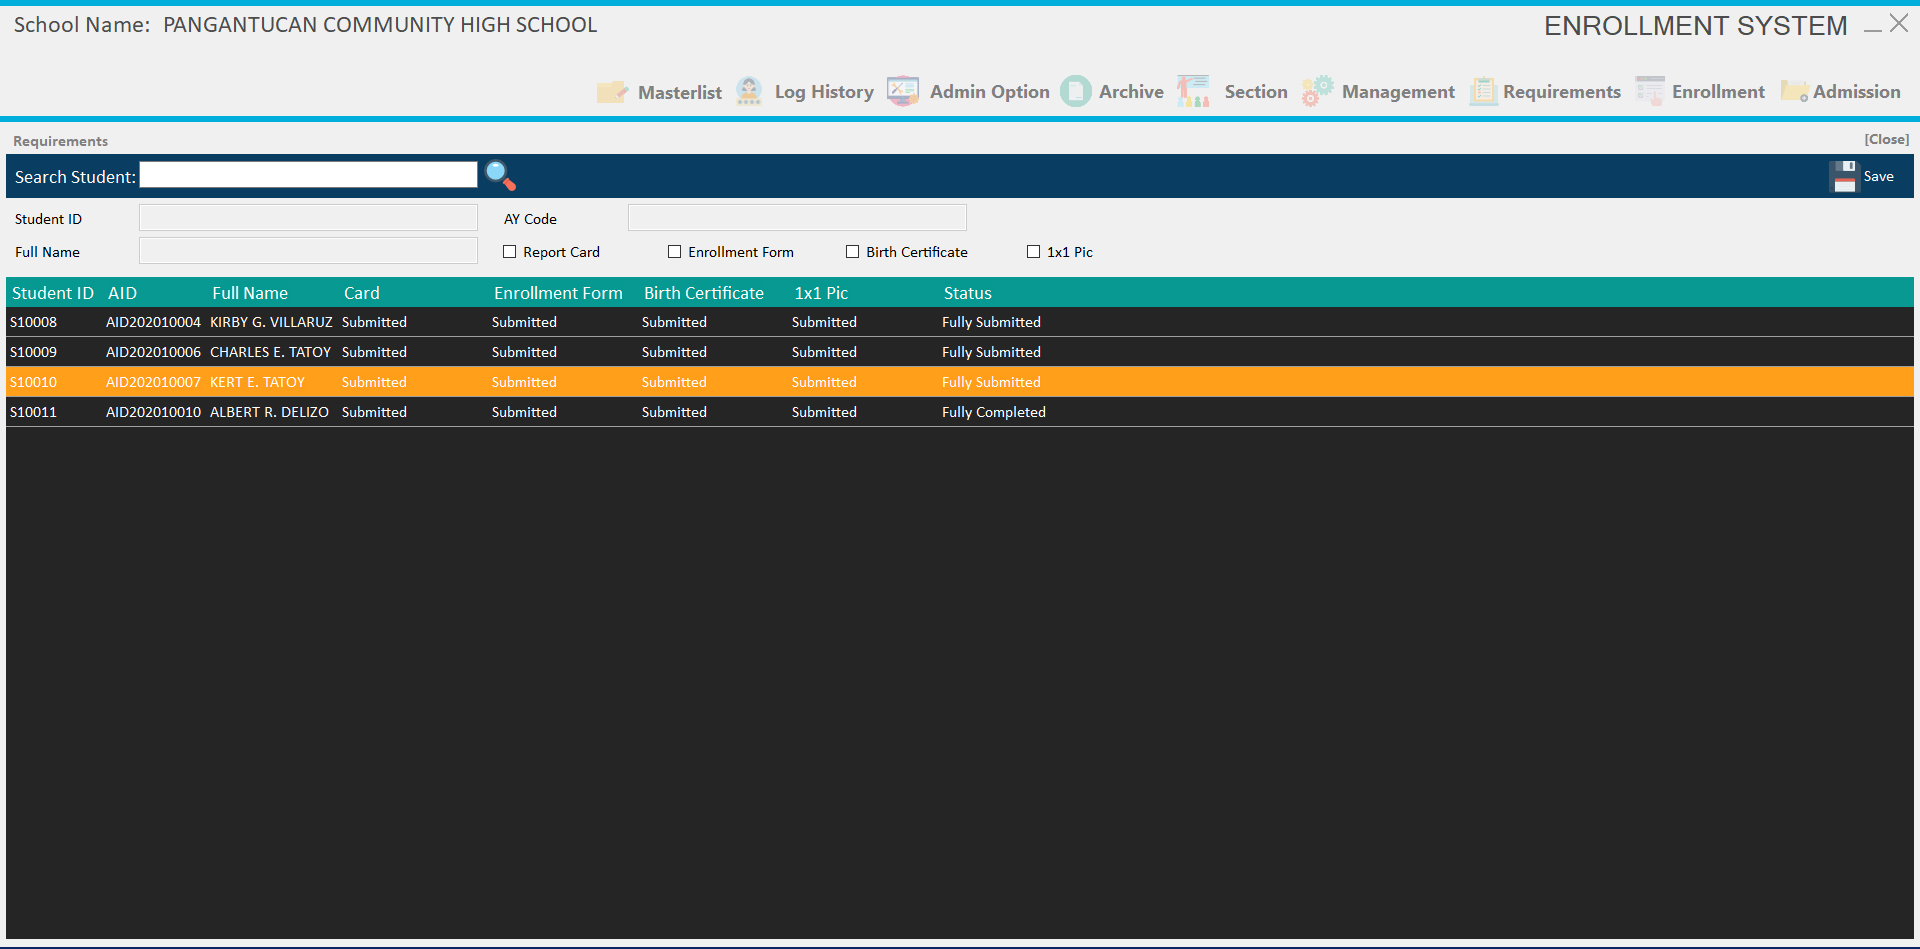 School Name: PANGANTUCAN COMMUNITY HIGH SCHOOL
ENROLLMENT SYSTEM
Masterlist Log History Admin Option Archive Section Management Requirements Enrollment Admission
Requirements [Close]
Search Student: Save
Student ID AY Code
Full Name Report Card Enrollment Form Birth Certificate 1x1 Pic
Student ID AID Full Name Card Enrollment Form Birth Certificate 1x1 Pic Status
S10008 AID202010004 KIRBY G. VILLARUZ Submitted Submitted Submitted Submitted Fully Submitted
S10009 AID202010006 CHARLES E. TATOY Submitted Submitted Submitted Submitted Fully Submitted
S10010 AID202010007 KERT E. TATOY Submitted Submitted Submitted Submitted Fully Submitted
S10011 AID202010010 ALBERT R. DELIZO Submitted Submitted Submitted Submitted Fully Completed